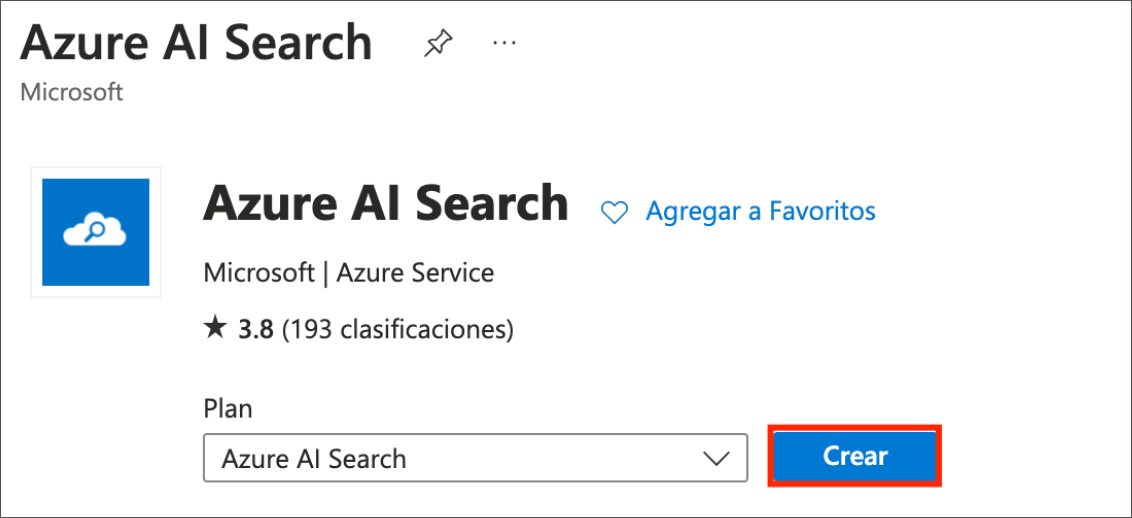 Azure AI Search
Microsoft
Azure AI Search
Agregar a Favoritos
Microsoft | Azure Service
★ 3.8 (193 clasificaciones)
Plan
Azure AI Search
Crear